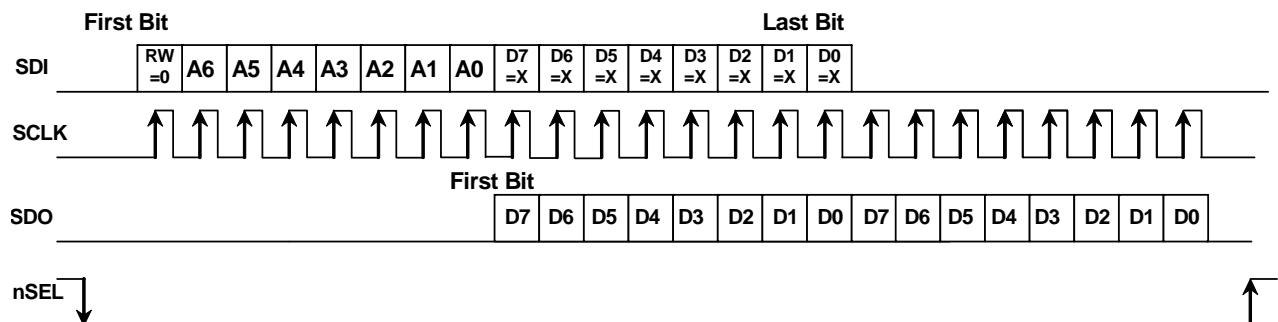 First Bit Last Bit
SDI RW =0 A6 A5 A4 A3 A2 A1 A0 D7 =X D6 =X D5 =X D4 =X D3 =X D2 =X D1 =X D0 =X
SCLK
First Bit
SDO D7 D6 D5 D4 D3 D2 D1 D0 D7 D6 D5 D4 D3 D2 D1 D0
nSEL